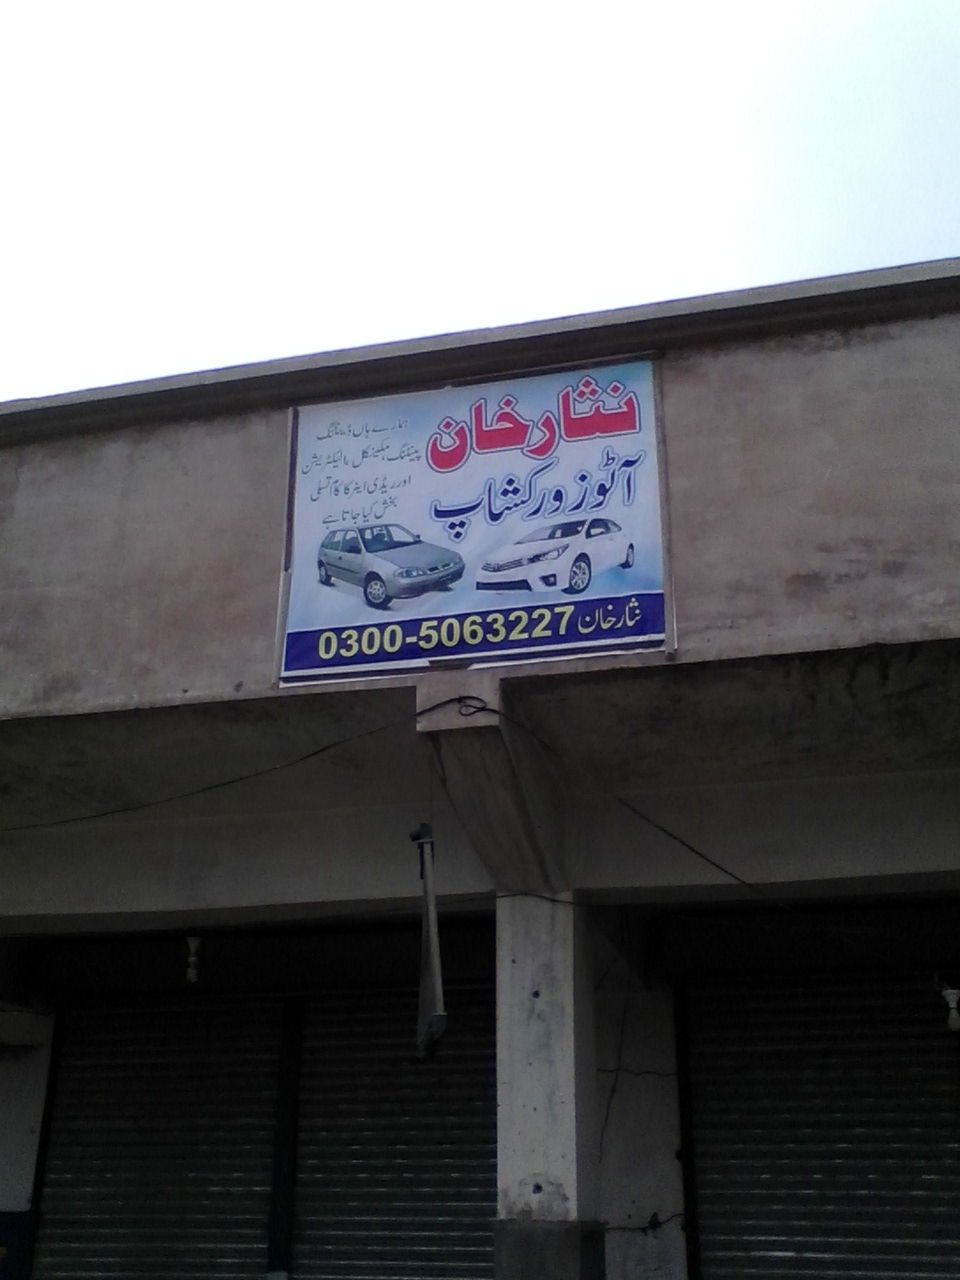 نثار خان
آٹوز ورکشاپ
ہمارے ہاں ڈینٹنگ
پینٹنگ، مکینکل، الیکٹریشن
اور ریڈی ایٹر کا کام تسلی
بخش کیا جاتا ہے
نثار خان 0300-5063227